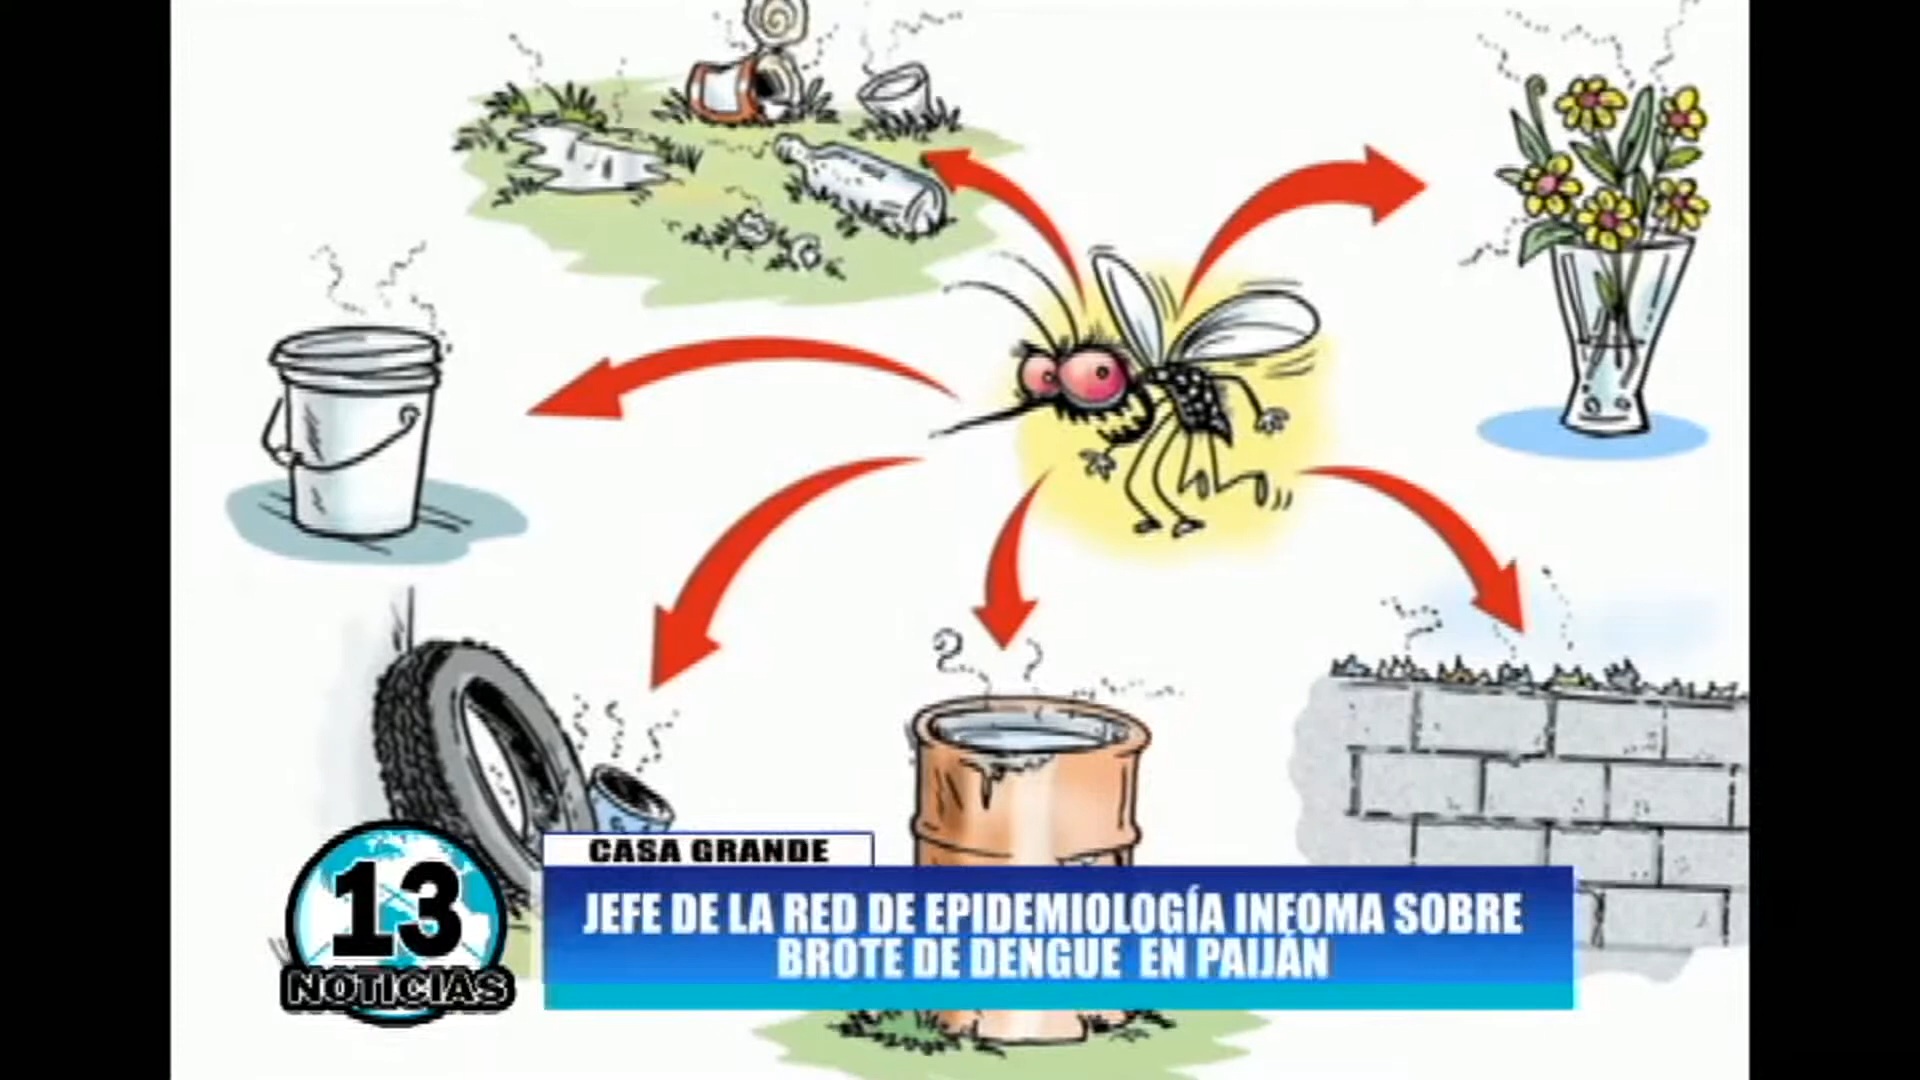 CASA GRANDE
JEFE DE LA RED DE EPIDEMIOLOGÍA INFOMA SOBRE
BROTE DE DENGUE EN PAIJÁN
13
NOTICIAS